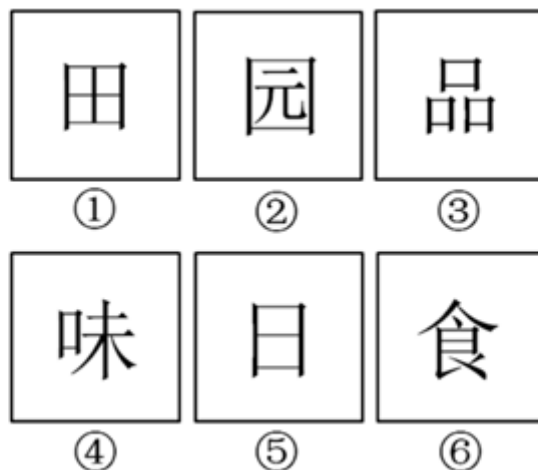 田 园 品
① ② ③
味 日 食
④ ⑤ ⑥